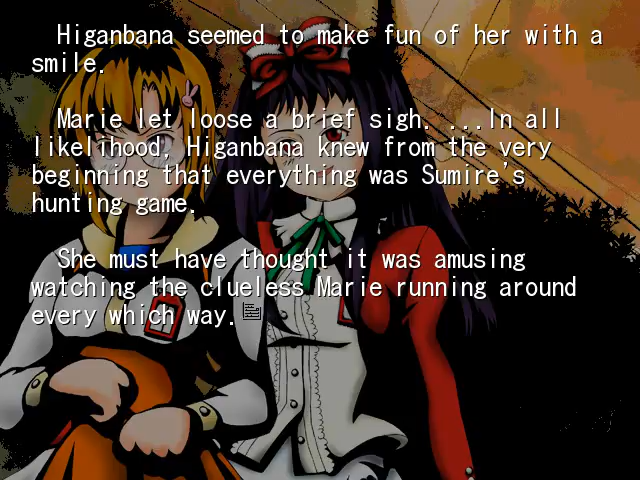 Higanbana seemed to make fun of her with a
smile.
Marie let loose a brief sigh. ...In all
likelihood, Higanbana knew from the very
beginning that everything was Sumire's
hunting game.
She must have thought it was amusing
watching the clueless Marie running around
every which way.